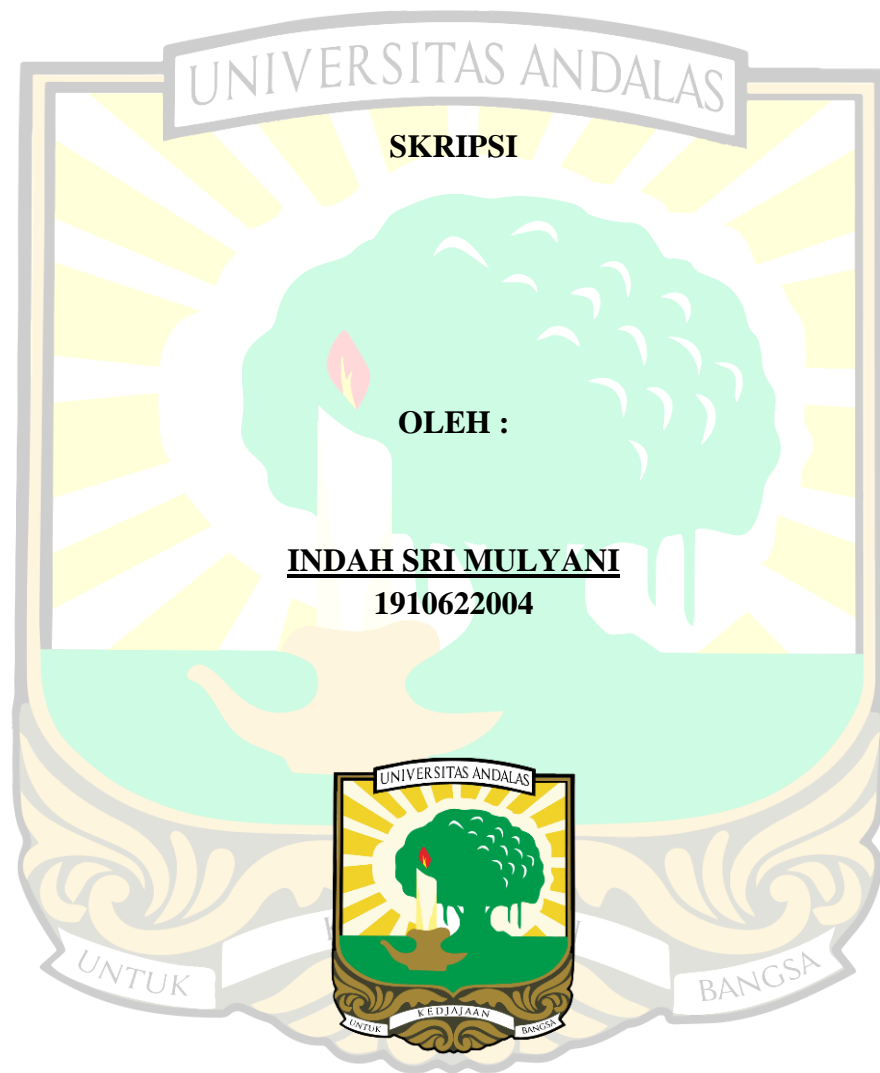 UNIVERSITAS ANDALAS
SKRIPSI
OLEH :
INDAH SRI MULYANI
1910622004
UNIVERSITAS ANDALAS
UNTUK
BANGSA
UNTUK
KEDJAJAAN
BANGSA